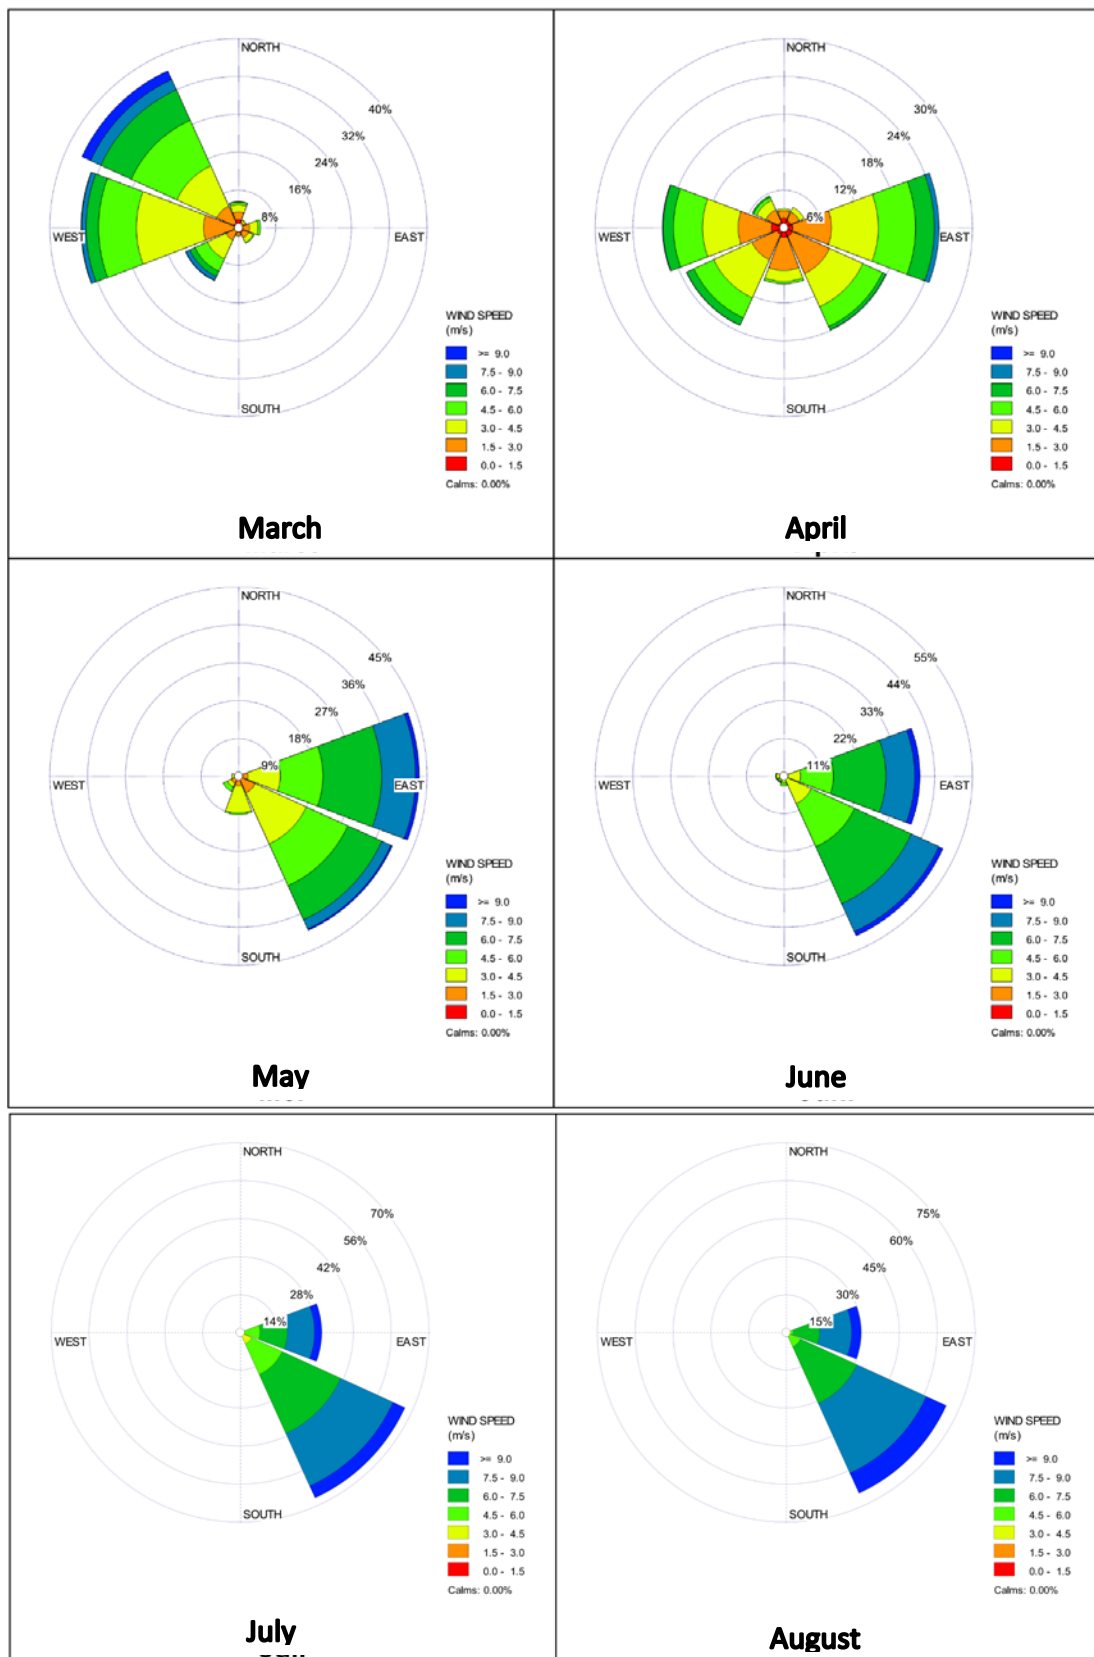 NORTH
40%
32%
24%
16%
8%
WEST
EAST
SOUTH
WIND SPEED
(m/s)
>= 9.0
7.5 - 9.0
6.0 - 7.5
4.5 - 6.0
3.0 - 4.5
1.5 - 3.0
0.0 - 1.5
Calms: 0.00%
March
NORTH
30%
24%
18%
12%
6%
WEST
EAST
SOUTH
WIND SPEED
(m/s)
>= 9.0
7.5 - 9.0
6.0 - 7.5
4.5 - 6.0
3.0 - 4.5
1.5 - 3.0
0.0 - 1.5
Calms: 0.00%
April
NORTH
45%
36%
27%
18%
9%
WEST
EAST
SOUTH
WIND SPEED
(m/s)
>= 9.0
7.5 - 9.0
6.0 - 7.5
4.5 - 6.0
3.0 - 4.5
1.5 - 3.0
0.0 - 1.5
Calms: 0.00%
May
NORTH
55%
44%
33%
22%
11%
WEST
EAST
SOUTH
WIND SPEED
(m/s)
>= 9.0
7.5 - 9.0
6.0 - 7.5
4.5 - 6.0
3.0 - 4.5
1.5 - 3.0
0.0 - 1.5
Calms: 0.00%
June
NORTH
70%
56%
42%
28%
14%
WEST
EAST
SOUTH
WIND SPEED
(m/s)
>= 9.0
7.5 - 9.0
6.0 - 7.5
4.5 - 6.0
3.0 - 4.5
1.5 - 3.0
0.0 - 1.5
Calms: 0.00%
July
NORTH
75%
60%
45%
30%
15%
WEST
EAST
SOUTH
WIND SPEED
(m/s)
>= 9.0
7.5 - 9.0
6.0 - 7.5
4.5 - 6.0
3.0 - 4.5
1.5 - 3.0
0.0 - 1.5
Calms: 0.00%
August